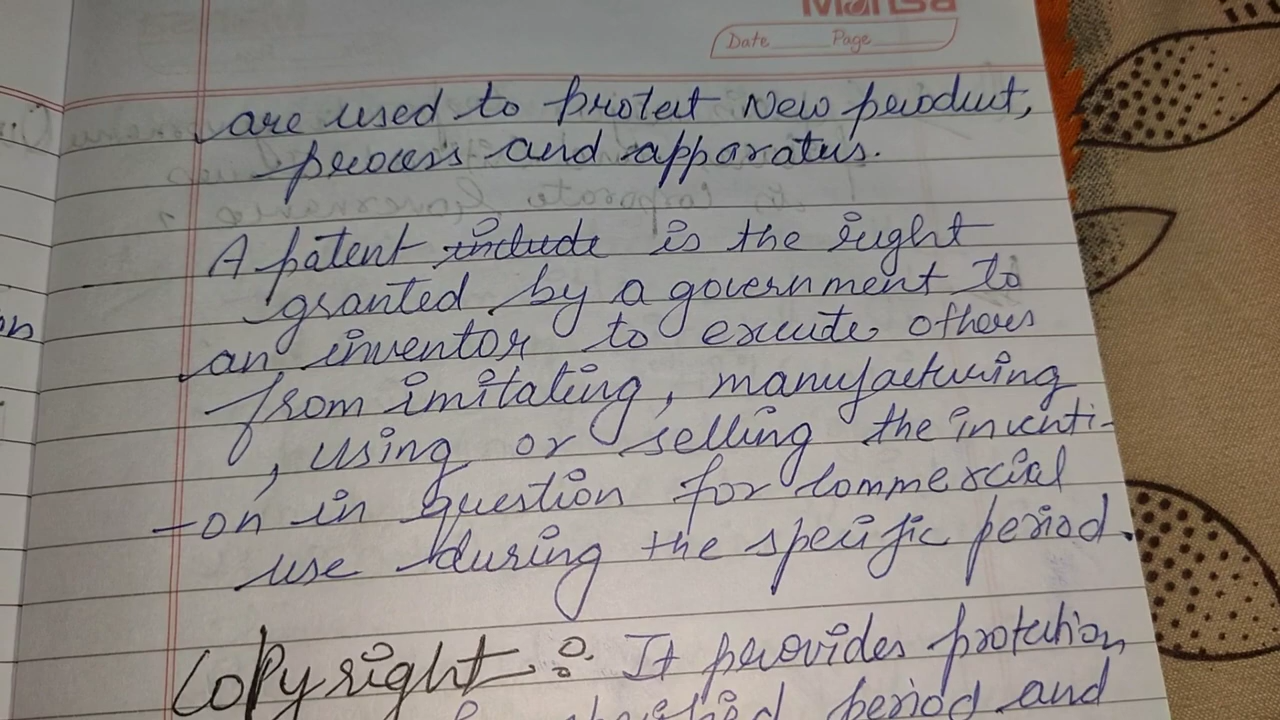 Mansa
Date Page
are used to protect New product,
process and apparatus.
A patent include is the right
granted by a government to
an inventor to exclude others
from imitating, manufacturing
, using or selling the inventi-
-on in question for commercial
use during the specific period.
Copyright : It provides protection
period and
on